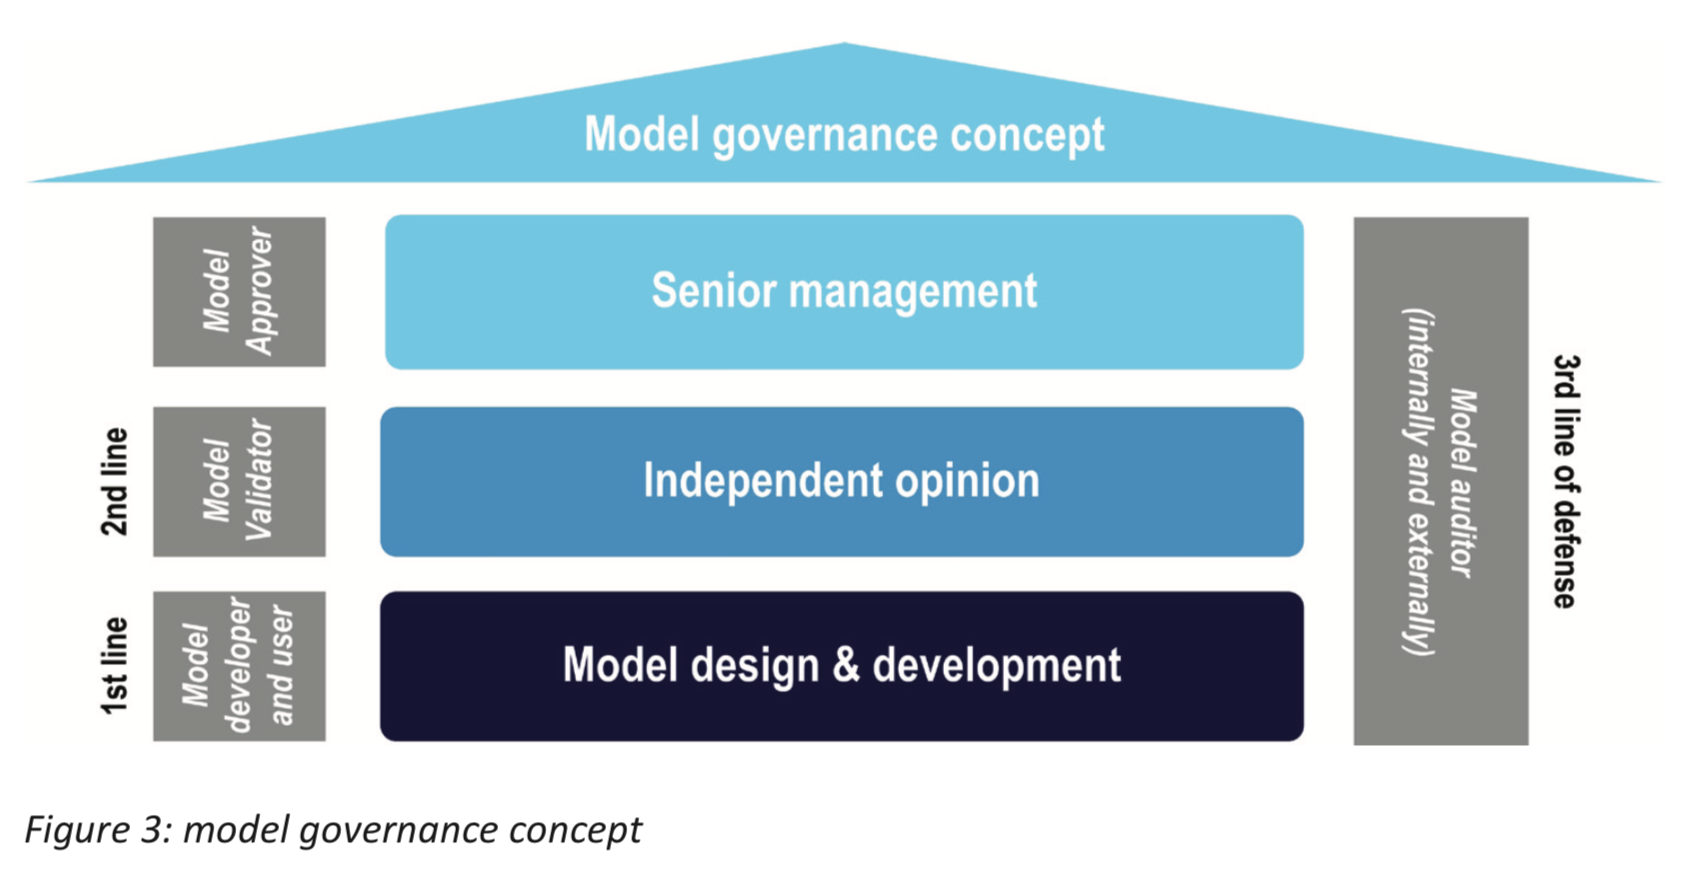 Model governance concept
Model
Approver
Senior management
2nd line
Model
Validator
Independent opinion
1st line
Model
developer
and user
Model design & development
Model auditor
(internally and externally)
3rd line of defense
Figure 3: model governance concept